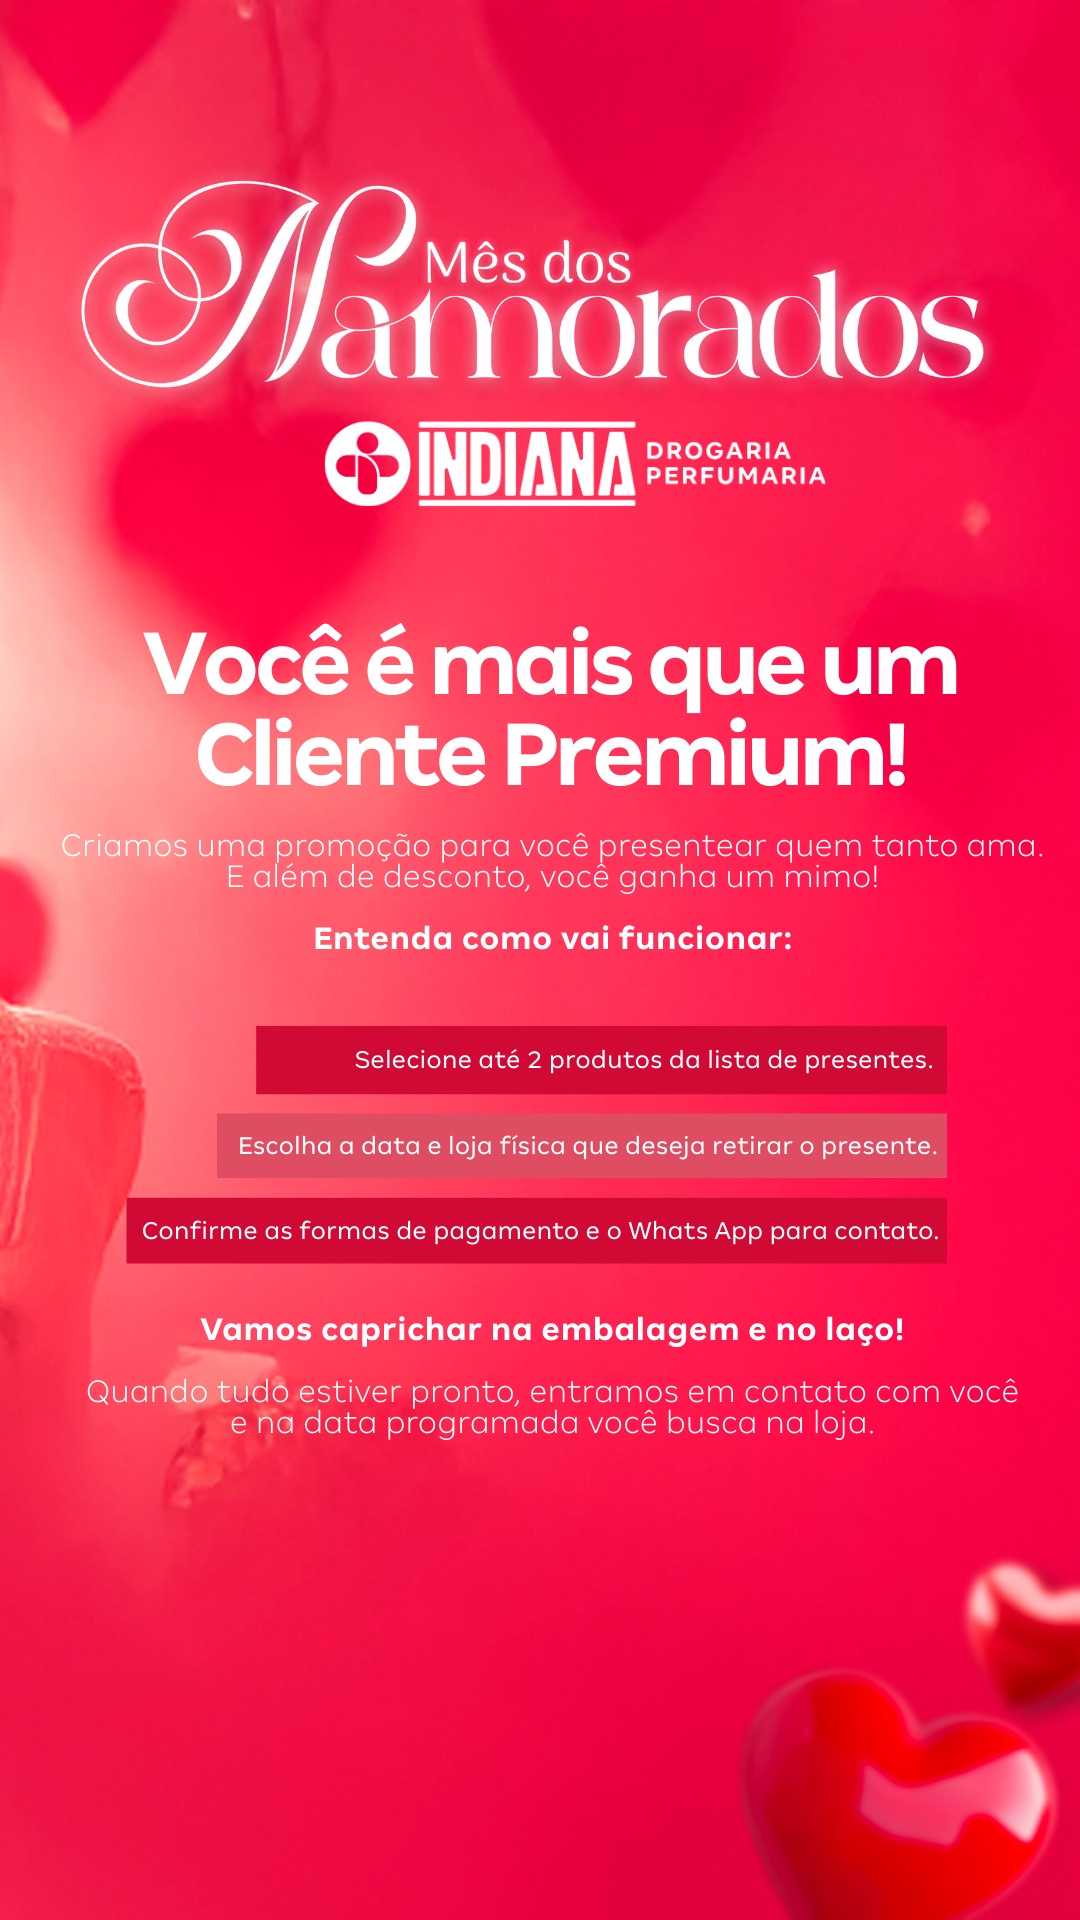 Mês dos
Namorados
INDIANA
DROGARIA
PERFUMARIA
Você é mais que um
Cliente Premium!
Criamos uma promoção para você presentear quem tanto ama.
E além de desconto, você ganha um mimo!
Entenda como vai funcionar:
Selecione até 2 produtos da lista de presentes.
Escolha a data e loja física que deseja retirar o presente.
Confirme as formas de pagamento e o Whats App para contato.
Vamos caprichar na embalagem e no laço!
Quando tudo estiver pronto, entramos em contato com você
e na data programada você busca na loja.